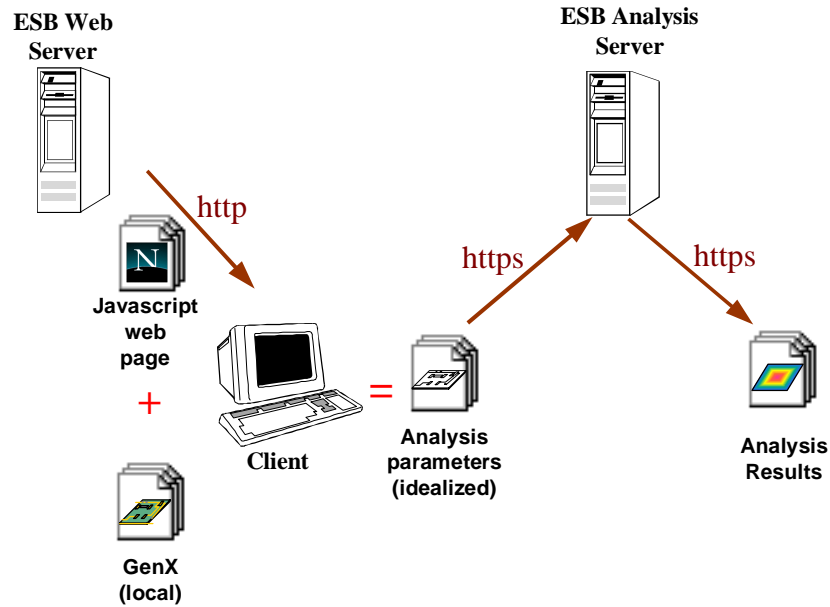 ESB Web
Server
ESB Analysis
Server
http
N
Javascript
web
page
+
GenX
(local)
Client
=
Analysis
parameters
(idealized)
https
https
Analysis
Results